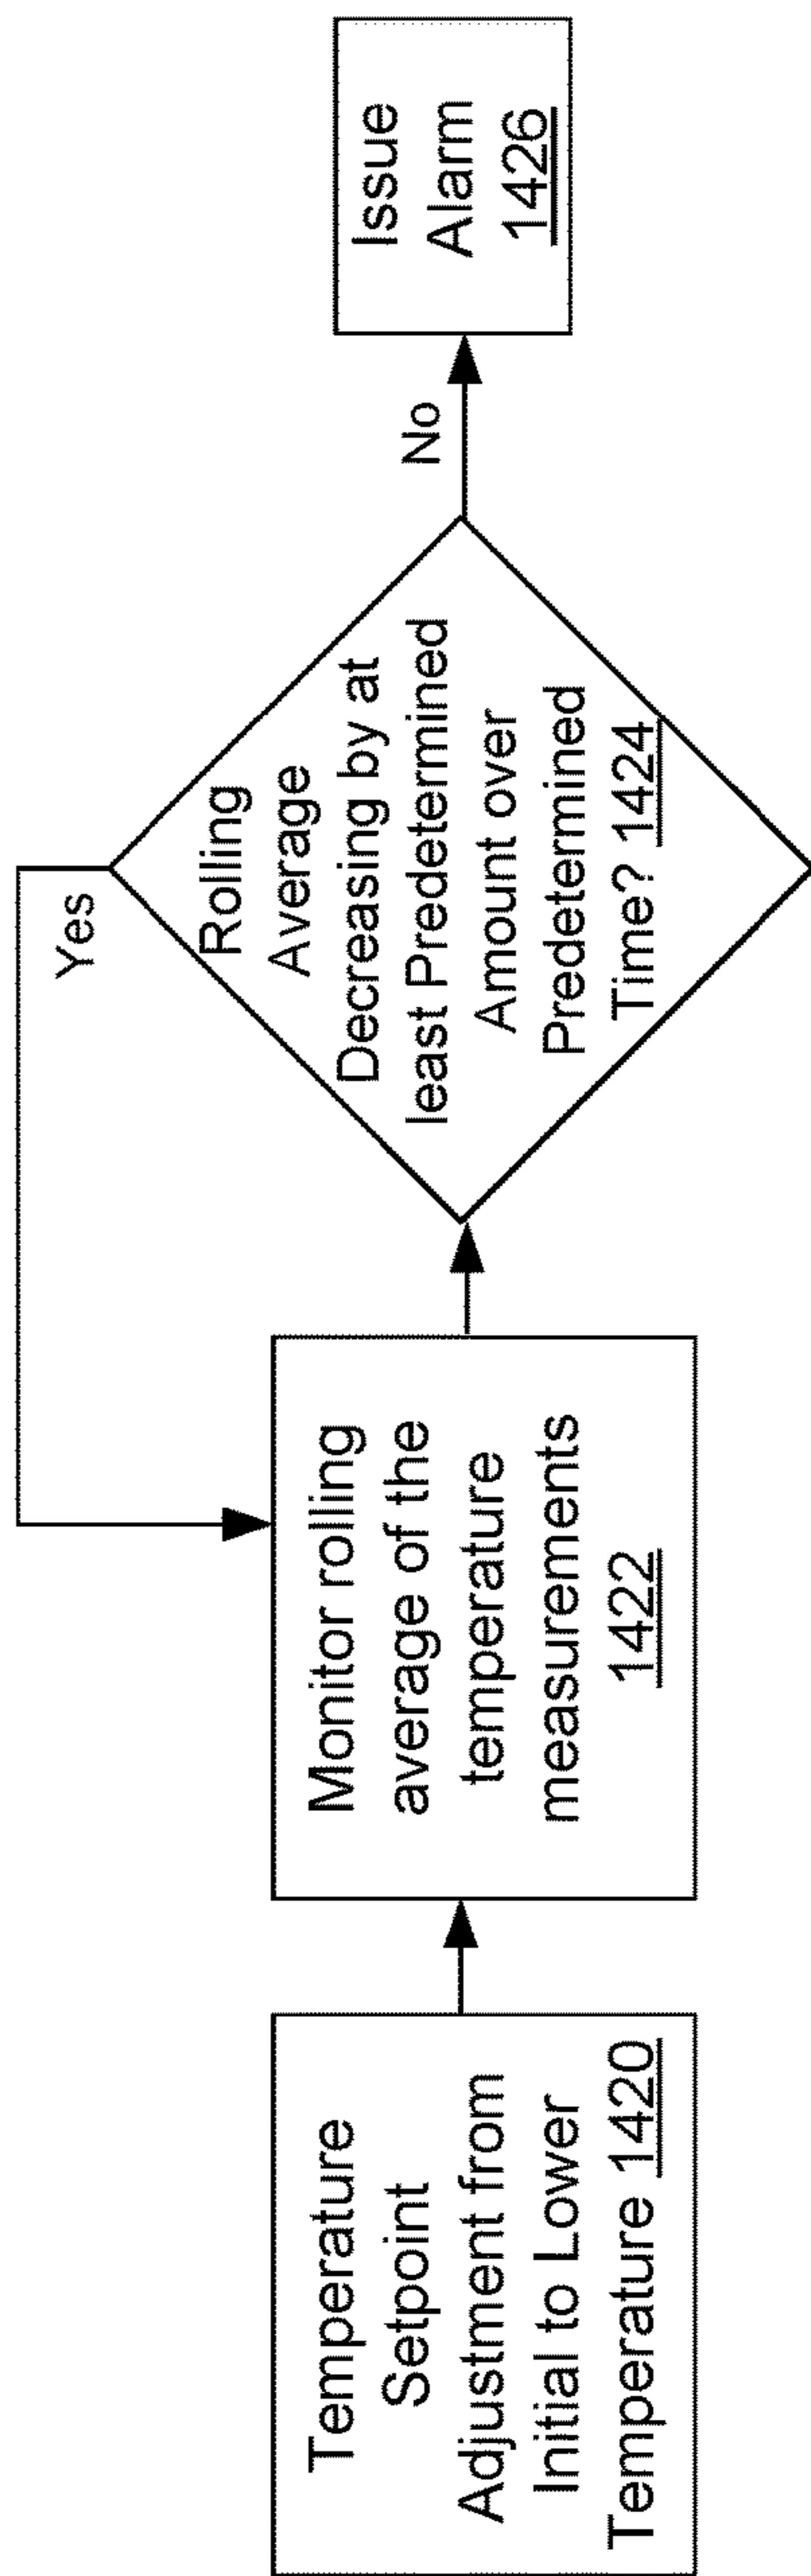 Temperature
Setpoint
Adjustment from
Initial to Lower
Temperature 1420
Monitor rolling
average of the
temperature
measurements
1422
Yes
Rolling
Average
Decreasing by at
least Predetermined
Amount over
Predetermined
Time? 1424
No
Issue
Alarm
1426